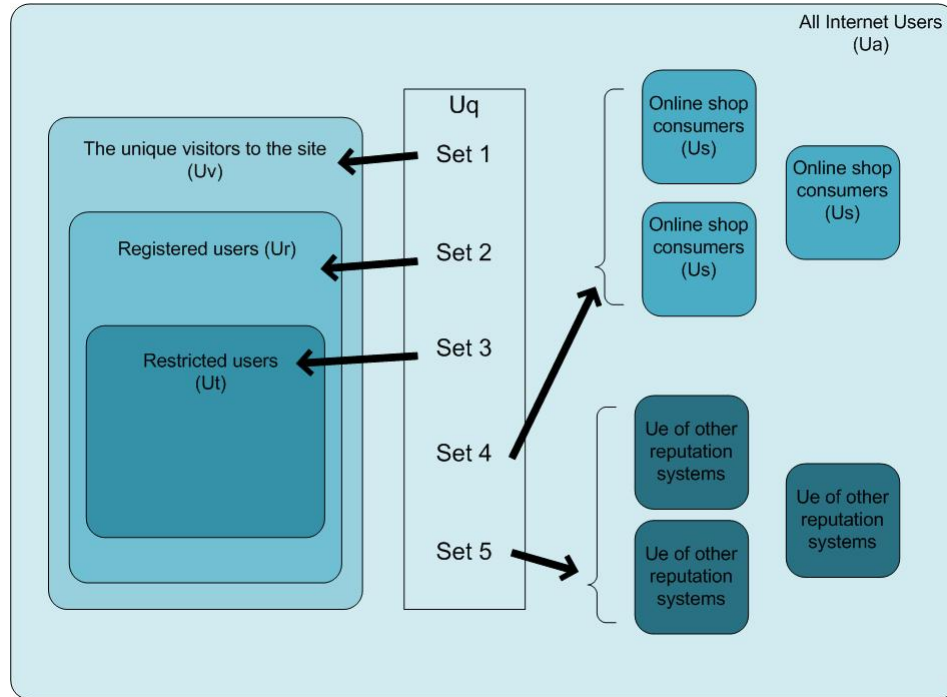 All Internet Users
(Ua)
The unique visitors to the site
(Uv)
Registered users (Ur)
Restricted users
(Ut)
Uq
Set 1
Set 2
Set 3
Set 4
Set 5
Online shop
consumers
(Us)
Online shop
consumers
(Us)
Online shop
consumers
(Us)
Ue of other
reputation
systems
Ue of other
reputation
systems
Ue of other
reputation
systems